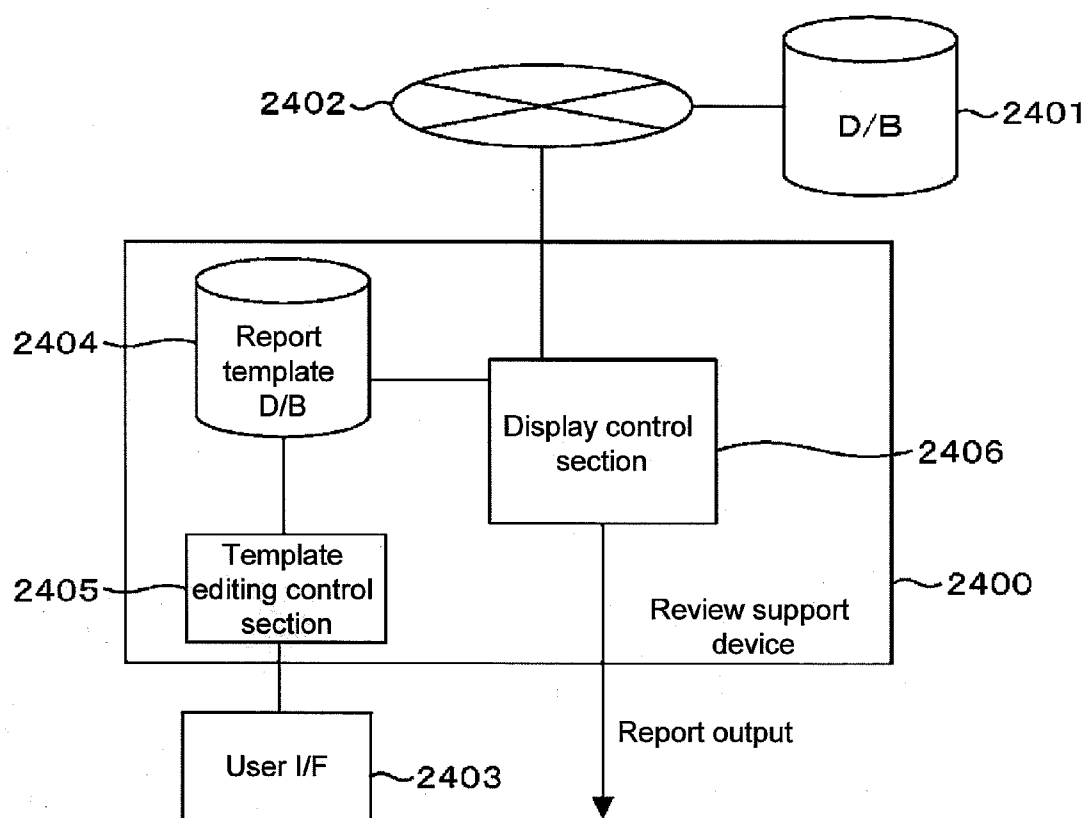 2402
D/B
2401
2404
Report
template
D/B
Display control
section
2406
2405
Template
editing control
section
2400
Review support
device
User I/F
2403
Report output